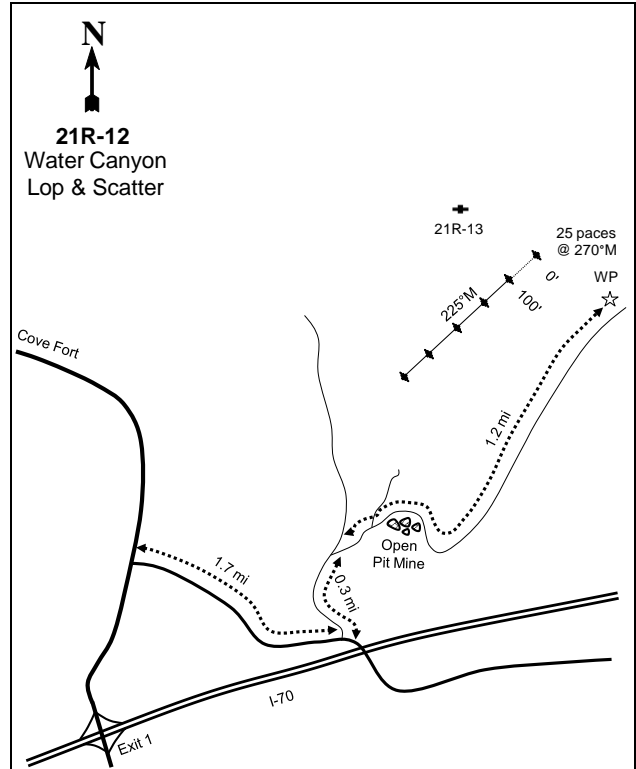 N
21R-12
Water Canyon
Lop & Scatter
21R-13
25 paces
@ 270°M
WP
0'
100'
225°M
Cove Fort
1.2 mi
Open
Pit Mine
1.7 mi
0.3 mi
I-70
Exit 1